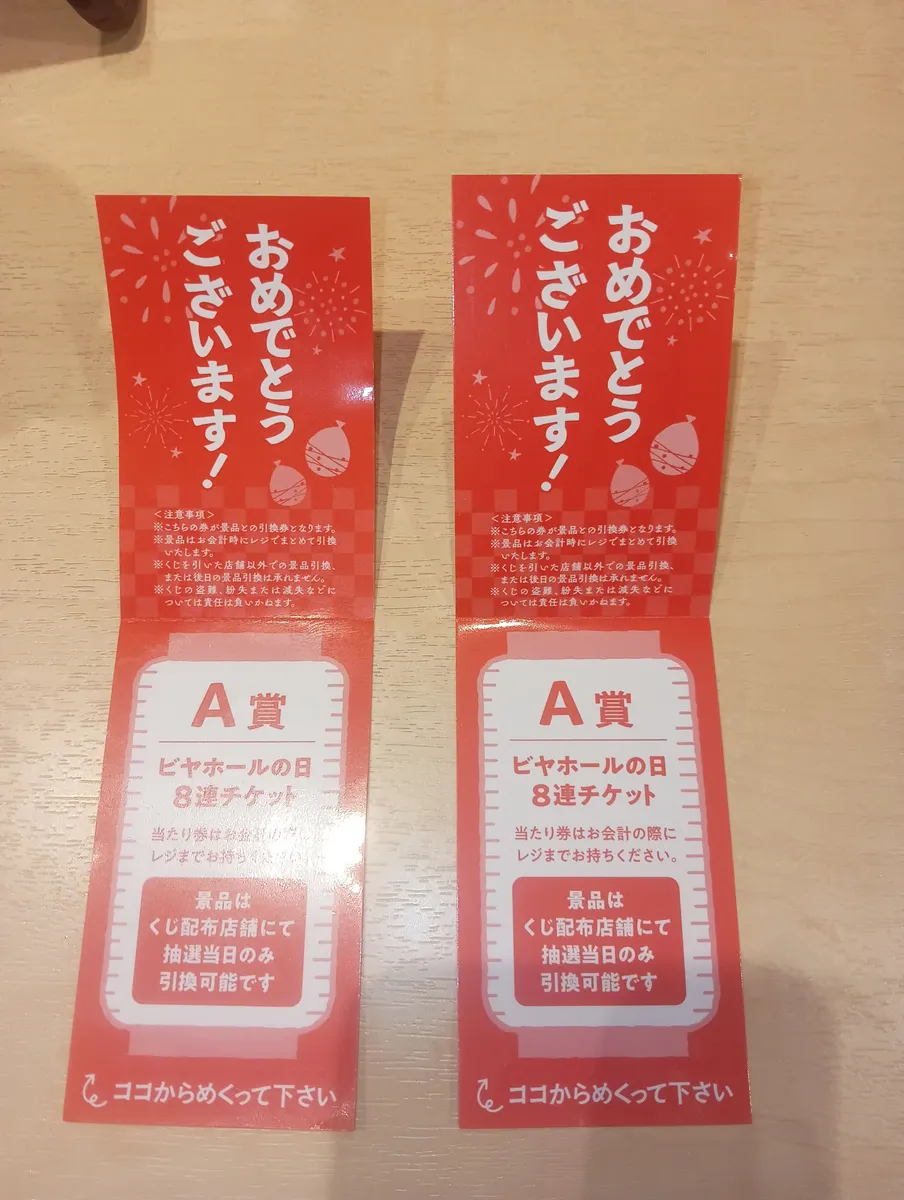 おめでとう
ございます!
<注意事項>
※こちらの券が景品との引換券となります。
※景品はお会計時にレジでまとめて引換
いたします。
※くじを引いた店舗以外での景品引換、
または後日の景品引換は承れません。
※くじの盗難、紛失または滅失などに
ついては責任は負いかねます。
A賞
ビヤホールの日
8連チケット
当たり券はお会計の際に
レジまでお持ちください
景品は
くじ配布店舗にて
抽選当日のみ
引換可能です
ココからめくって下さい
おめでとう
ございます!
<注意事項>
※こちらの券が景品との引換券となります。
※景品はお会計時にレジでまとめて引換
いたします。
※くじを引いた店舗以外での景品引換、
または後日の景品引換は承れません。
※くじの盗難、紛失または滅失などに
ついては責任は負いかねます。
A賞
ビヤホールの日
8連チケット
当たり券はお会計の際に
レジまでお持ちください。
景品は
くじ配布店舗にて
抽選当日のみ
引換可能です
ココからめくって下さい